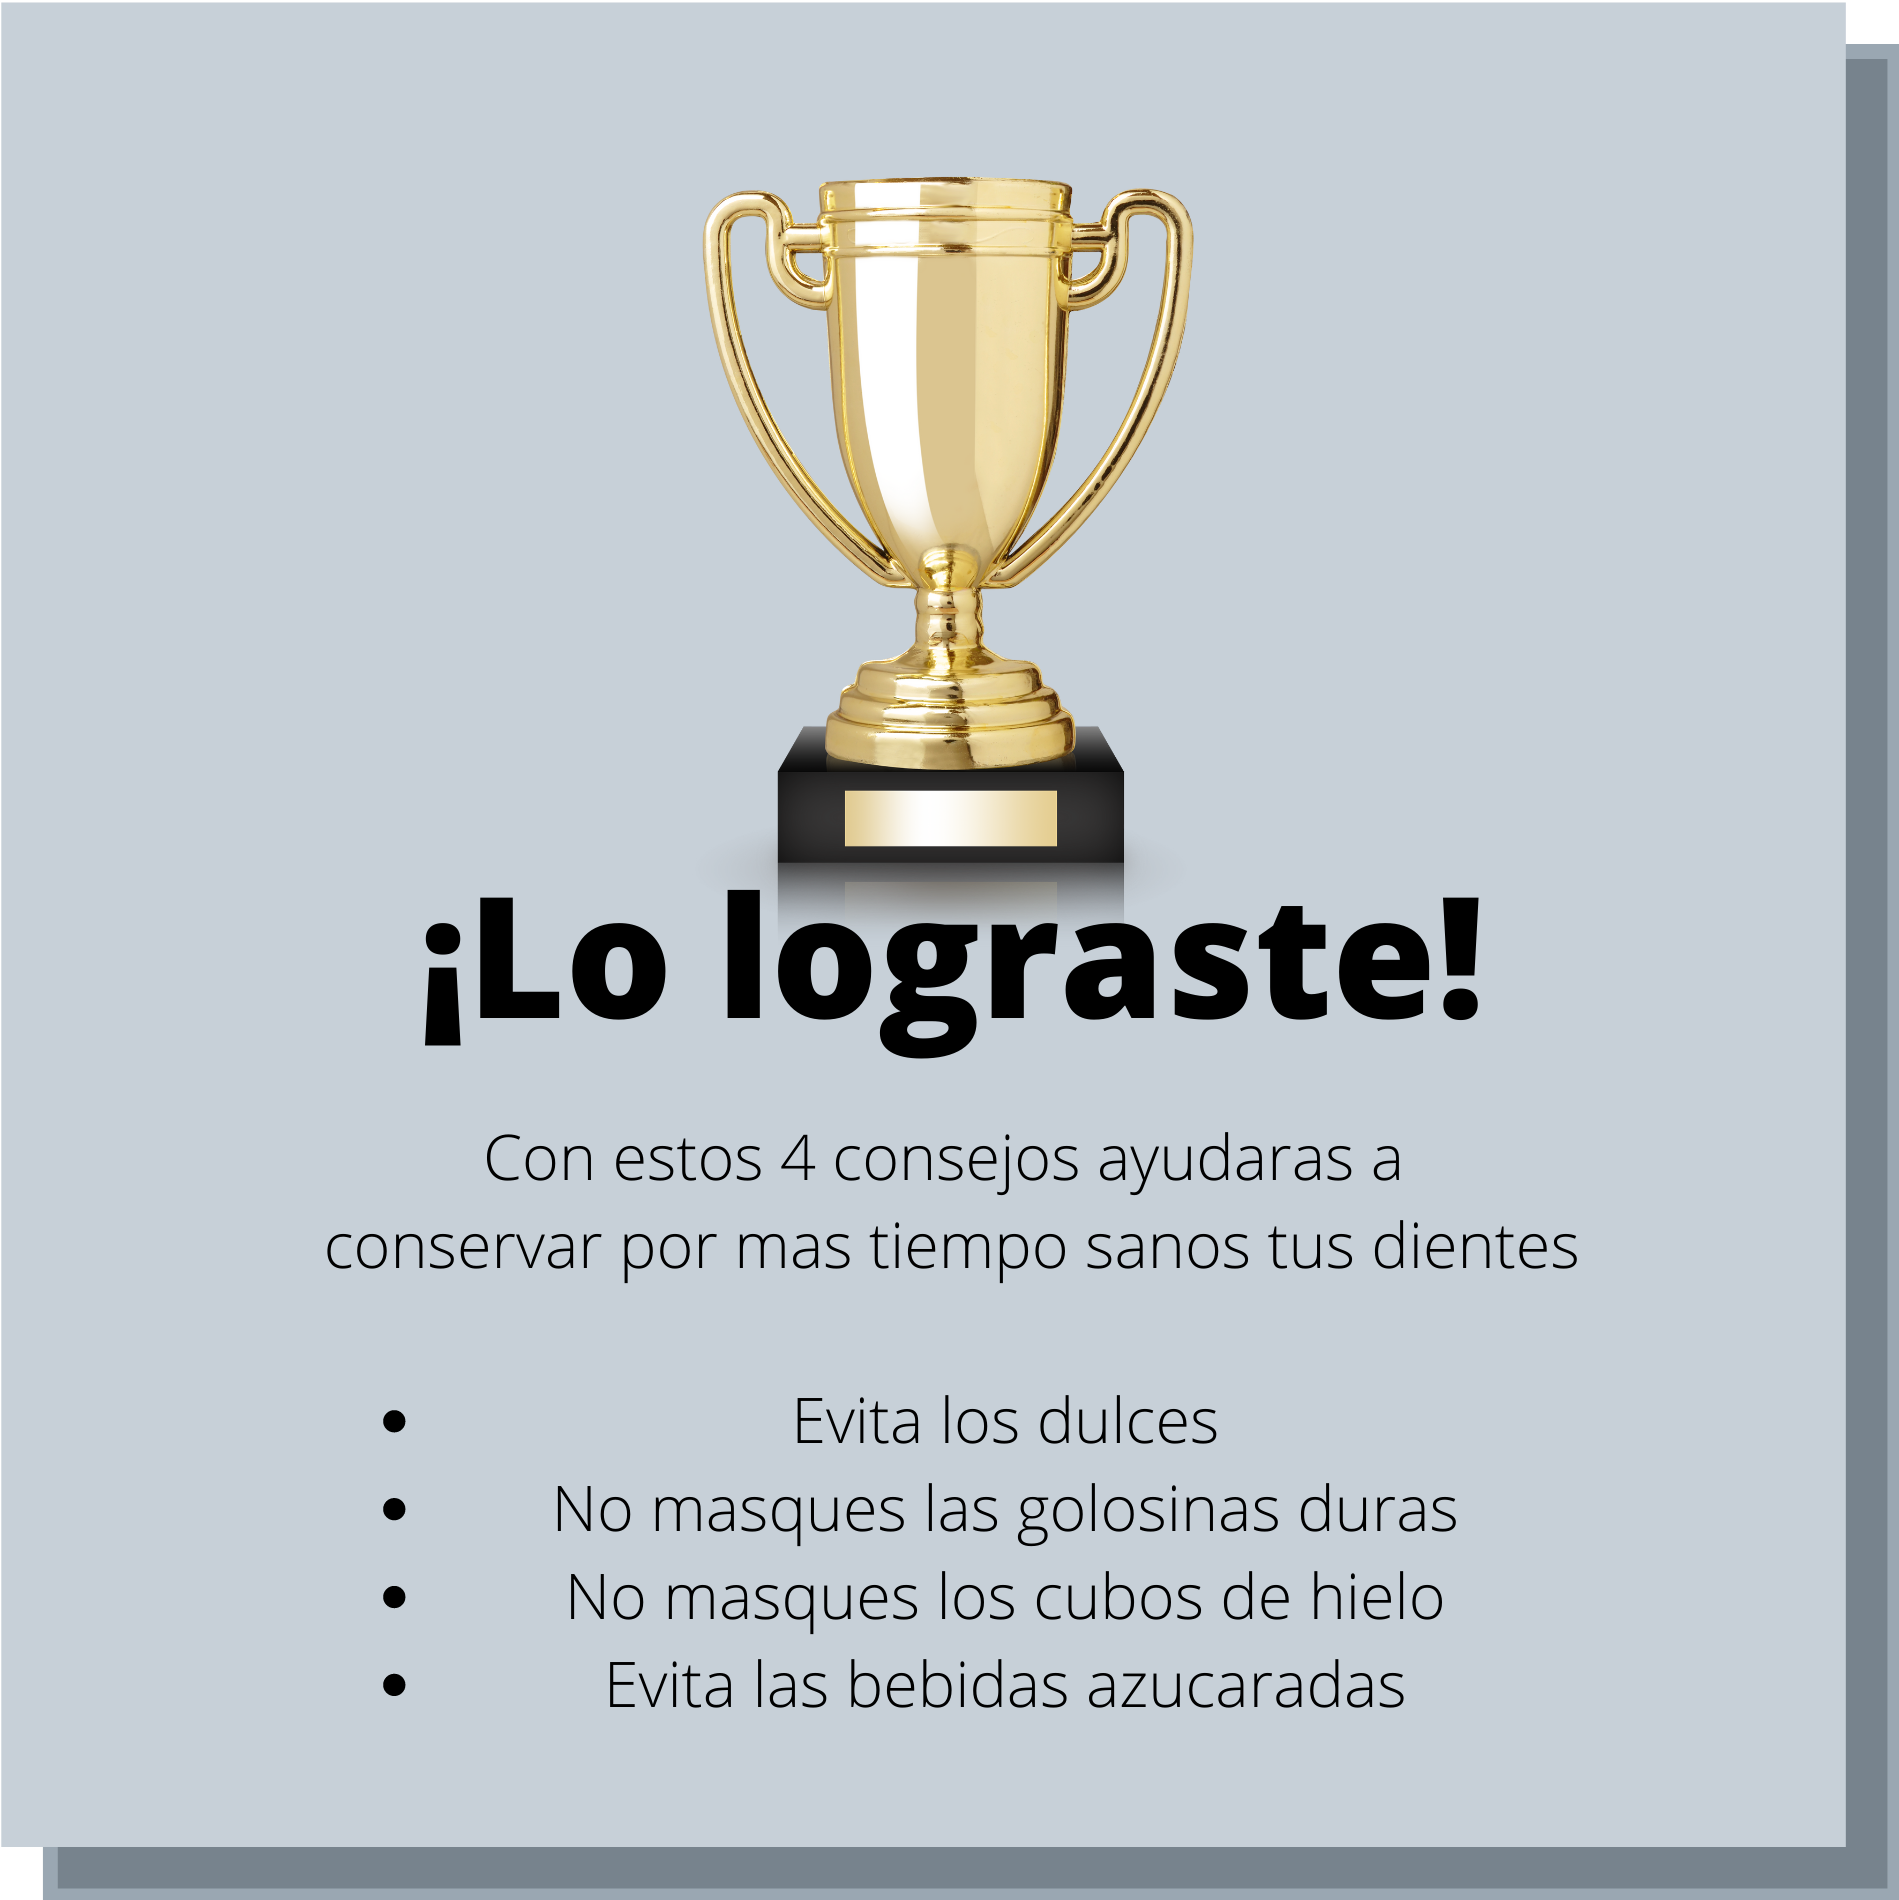 ¡Lo lograste!
Con estos 4 consejos ayudaras a
conservar por mas tiempo sanos tus dientes
• Evita los dulces
• No masques las golosinas duras
• No masques los cubos de hielo
• Evita las bebidas azucaradas